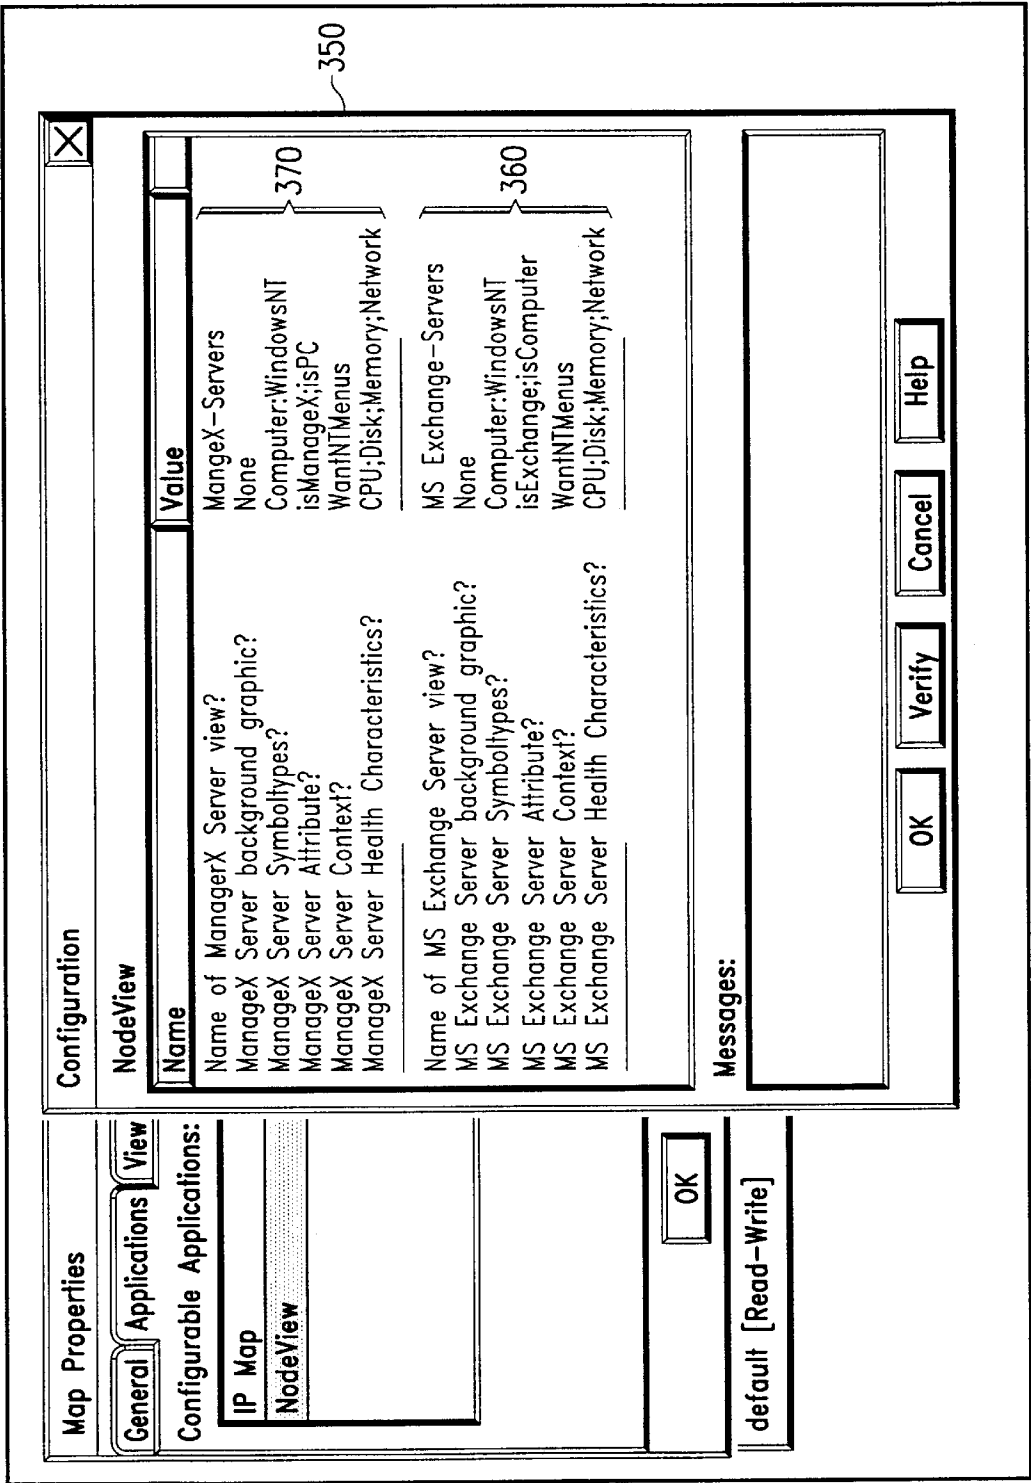 Map Properties
General Applications View
Configurable Applications:
IP Map
NodeView
OK
default [Read-Write]
Configuration
NodeView
Name Value
Name of ManagerX Server view? MangeX-Servers
ManageX Server background graphic? None
ManageX Server Symboltypes? Computer:WindowsNT
ManageX Server Attribute? isManageX;isPC
ManageX Server Context? WantNTMenus
ManageX Server Health Characteristics? CPU;Disk;Memory;Network
370
Name of MS Exchange Server view? MS Exchange-Servers
MS Exchange Server background graphic? None
MS Exchange Server Symboltypes? Computer:WindowsNT
MS Exchange Server Attribute? isExchange;isComputer
MS Exchange Server Context? WantNTMenus
MS Exchange Server Health Characteristics? CPU;Disk;Memory;Network
360
Messages:
OK Verify Cancel Help
350